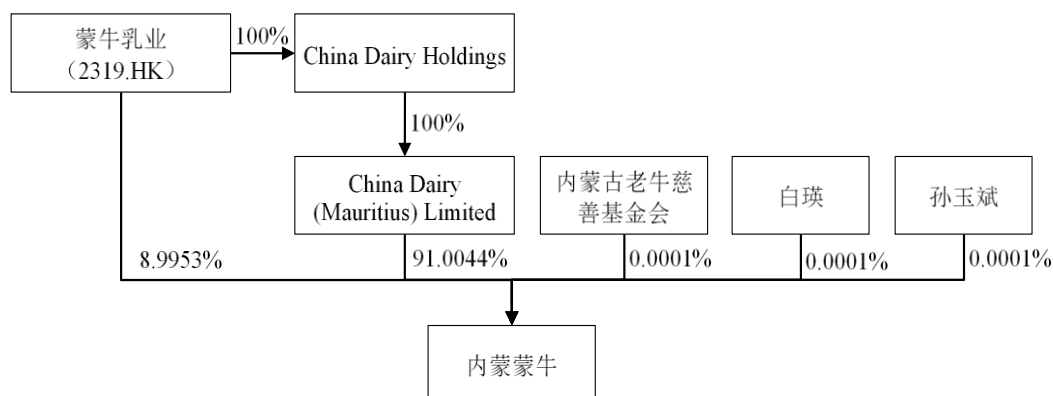 蒙牛乳业
（2319.HK）
100%
China Dairy Holdings
100%
China Dairy
(Mauritius) Limited
内蒙古老牛慈
善基金会
白瑛
孙玉斌
8.9953%
91.0044%
0.0001%
0.0001%
0.0001%
内蒙蒙牛